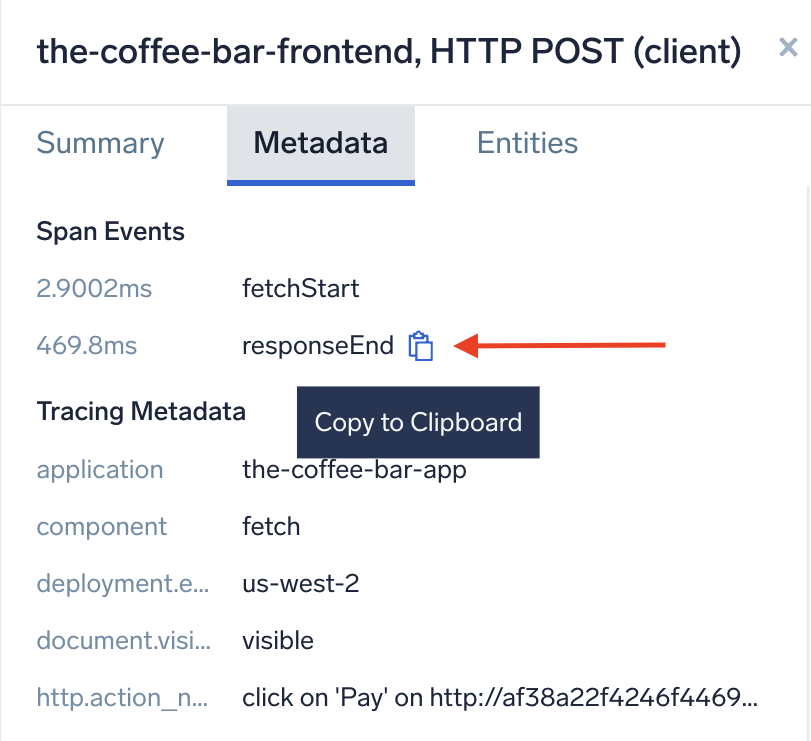 the-coffee-bar-frontend, HTTP POST (client)
Summary Metadata Entities
Span Events
2.9002ms fetchStart
469.8ms responseEnd
Tracing Metadata
Copy to Clipboard
application the-coffee-bar-app
component fetch
deployment.e... us-west-2
document.visi... visible
http.action_n... click on 'Pay' on http://af38a22f4246f4469...